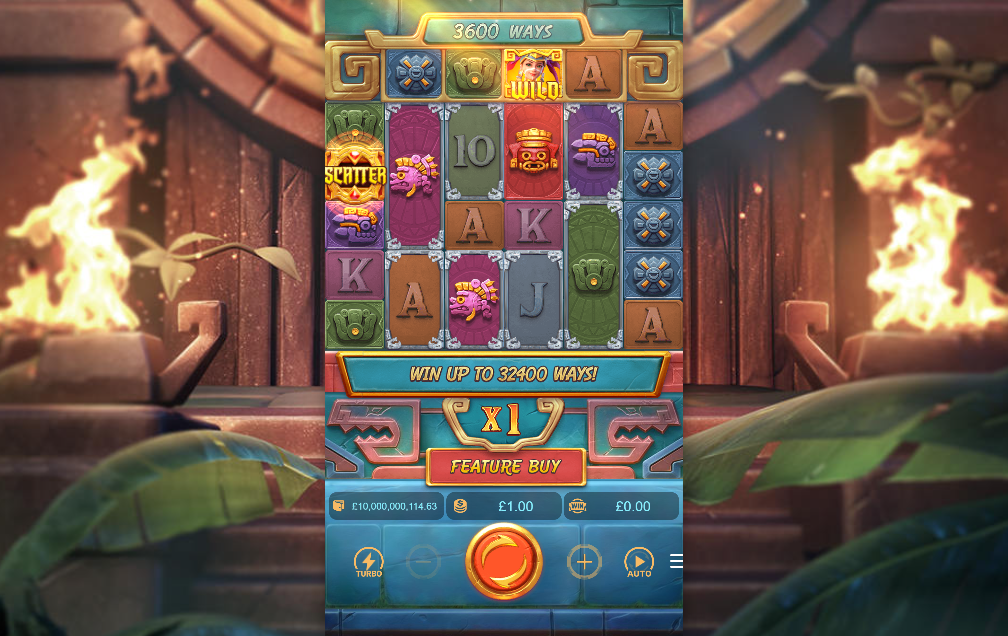 3600 WAYS
WILD
A
SCATTER
10
A
A
K
K
A
J
A
WIN UP TO 32400 WAYS!
x1
FEATURE BUY
£10,000,000,114.63
£1.00
WIN
£0.00
TURBO
AUTO